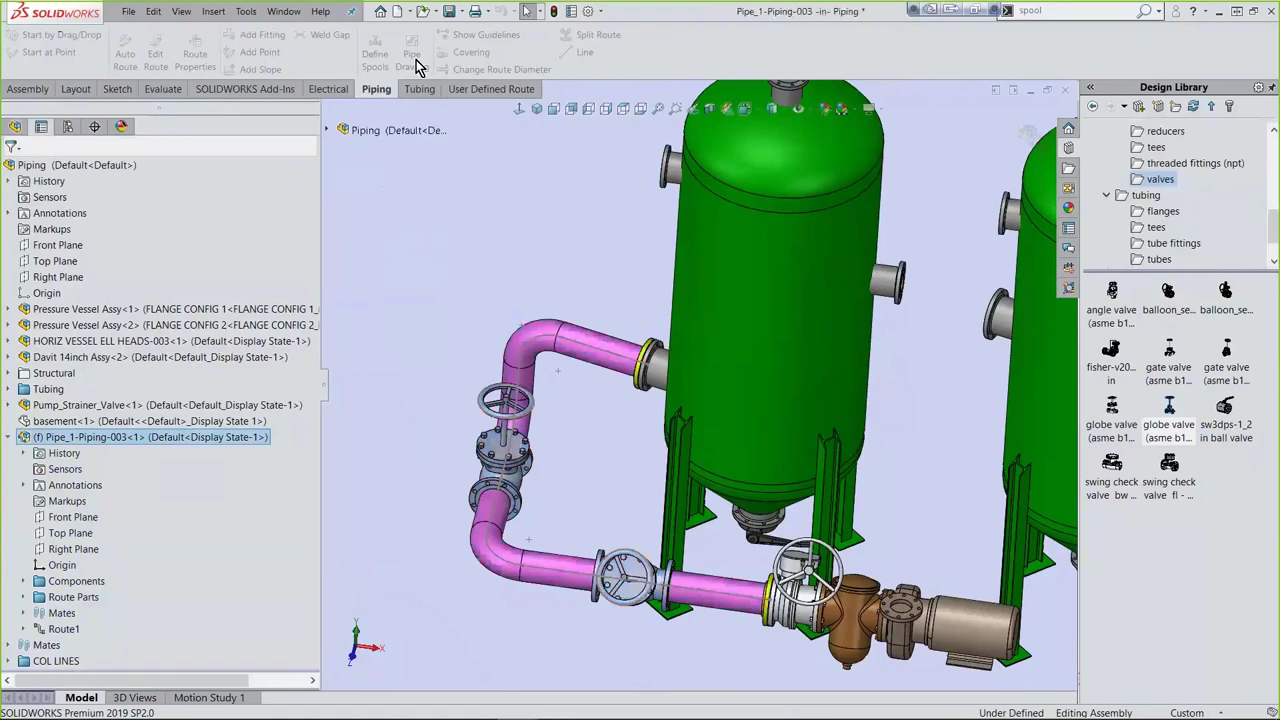 SOLIDWORKS
File Edit View Insert Tools Window Help
Pipe_1-Piping-003 -in- Piping *
spool
Start by Drag/Drop
Start at Point
Auto Route
Edit Route
Route Properties
Add Fitting
Add Point
Add Slope
Weld Gap
Define Spools
Pipe
Show Guidelines
Covering
Change Route Diameter
Split Route
Line
Assembly Layout Sketch Evaluate SOLIDWORKS Add-Ins Electrical Piping Tubing User Defined Route
Piping (Default<Default>)
History
Sensors
Annotations
Markups
Front Plane
Top Plane
Right Plane
Origin
Pressure Vessel Assy<1> (FLANGE CONFIG 1<FLANGE CONFIG 1_
Pressure Vessel Assy<2> (FLANGE CONFIG 2<FLANGE CONFIG 2_
HORIZ VESSEL ELL HEADS-003<1> (Default<Display State-1>)
Davit 14inch Assy<2> (Default<Default_Display State-1>)
Structural
Tubing
Pump_Strainer_Valve<1> (Default<Default_Display State-1>)
basement<1> (Default<<Default>_Display State 1>)
(f) Pipe_1-Piping-003<1> (Default<Display State-1>)
History
Sensors
Annotations
Markups
Front Plane
Top Plane
Right Plane
Origin
Components
Route Parts
Mates
Route1
Mates
COL LINES
Piping (Default<De...
Y
X
Z
Design Library
reducers
tees
threaded fittings (npt)
valves
tubing
flanges
tees
tube fittings
tubes
angle valve (asme b1...
balloon_se...
balloon_se...
fisher-v20... in
gate valve (asme b1...
gate valve (asme b1...
globe valve (asme b1...
globe valve (asme b1...
sw3dps-1_2 in ball valve
swing check valve bw ...
swing check valve fl - ...
Model 3D Views Motion Study 1
SOLIDWORKS Premium 2019 SP2.0
Under Defined Editing Assembly Custom